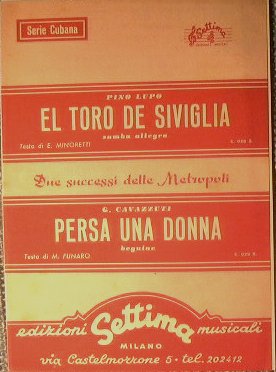 Serie Cubana
Settima
PINO LUPO
EL TORO DE SIVIGLIA
samba allegro
Testo di E. MINORETTI
Due successi delle Metropoli
G. CAVAZZUTI
PERSA UNA DONNA
beguine
Testo di M. FUNARO
edizioni Settima musicali
MILANO
via Castelmorrone 5 - tel. 202412